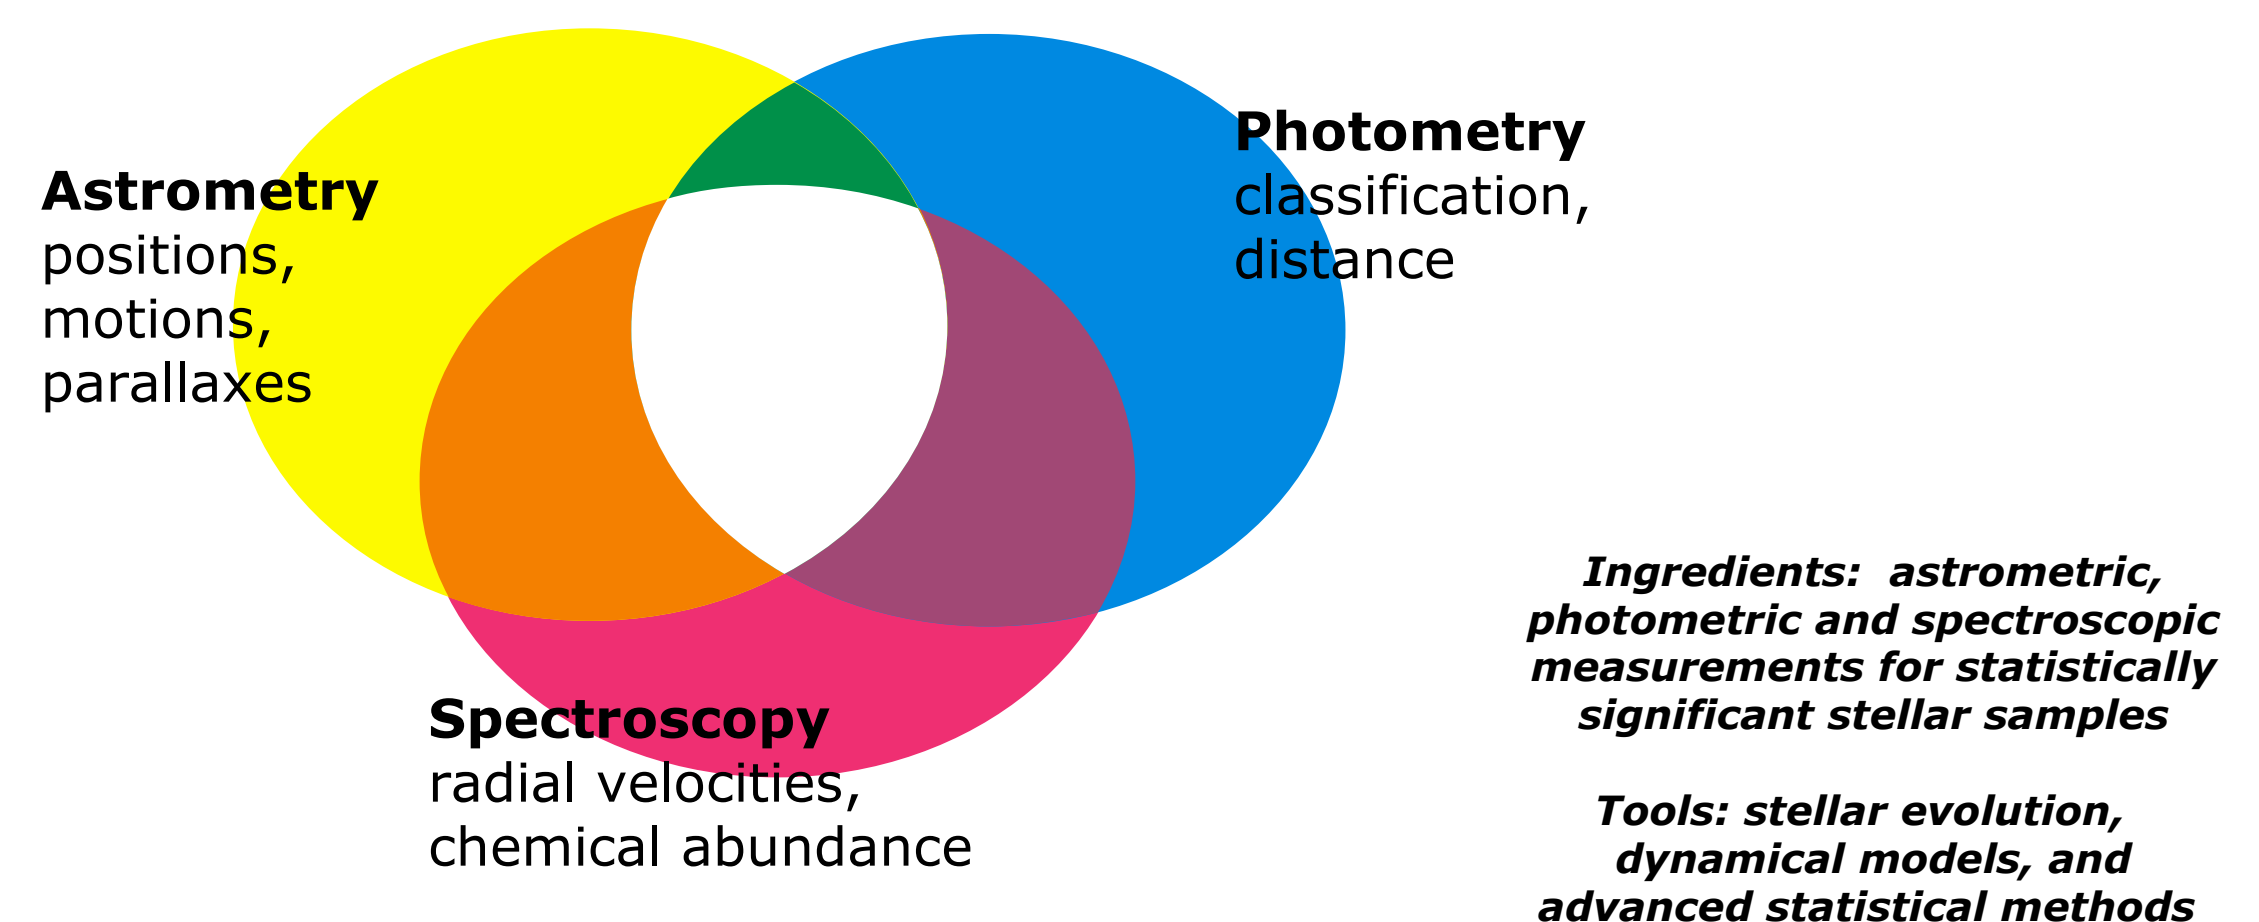 Astrometry
positions,
motions,
parallaxes
Photometry
classification,
distance
Spectroscopy
radial velocities,
chemical abundance
Ingredients:  astrometric,
photometric and spectroscopic
measurements for statistically
significant stellar samples
Tools: stellar evolution,
dynamical models, and
advanced statistical methods